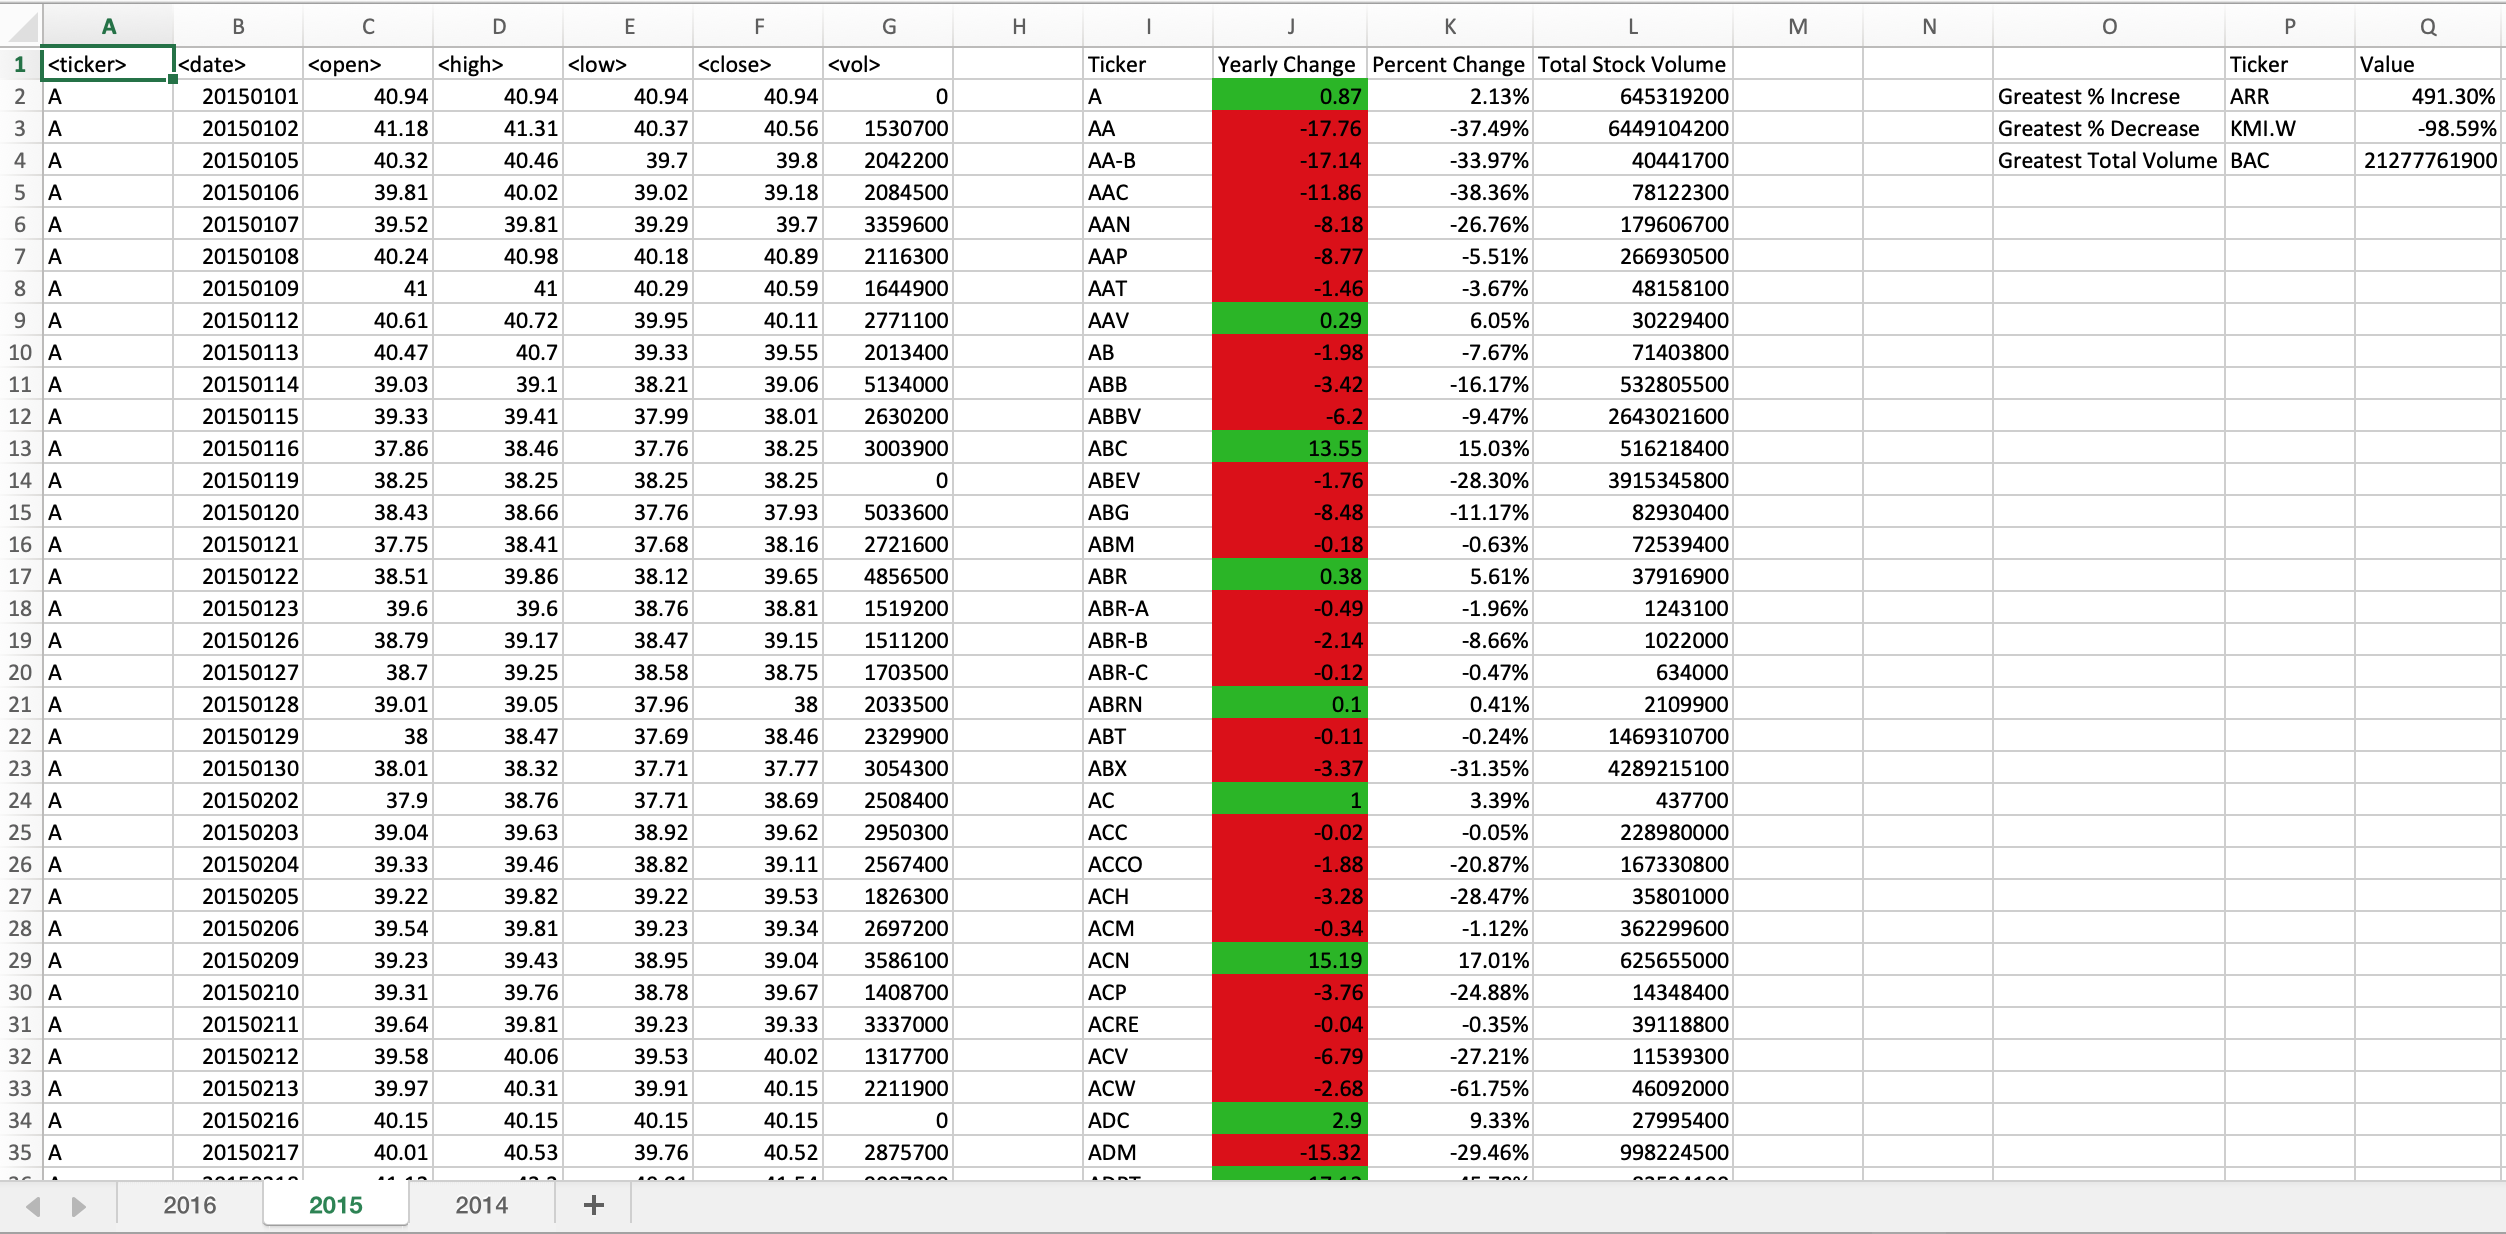 A B C D E F G H I J K L M N O P Q
1 <ticker> <date> <open> <high> <low> <close> <vol> Ticker Yearly Change Percent Change Total Stock Volume Ticker Value
2 A 20150101 40.94 40.94 40.94 40.94 0 A 0.87 2.13% 645319200 Greatest % Increse ARR 491.30%
3 A 20150102 41.18 41.31 40.37 40.56 1530700 AA -17.76 -37.49% 6449104200 Greatest % Decrease KMI.W -98.59%
4 A 20150105 40.32 40.46 39.7 39.8 2042200 AA-B -17.14 -33.97% 40441700 Greatest Total Volume BAC 21277761900
5 A 20150106 39.81 40.02 39.02 39.18 2084500 AAC -11.86 -38.36% 78122300
6 A 20150107 39.52 39.81 39.29 39.7 3359600 AAN -8.18 -26.76% 179606700
7 A 20150108 40.24 40.98 40.18 40.89 2116300 AAP -8.77 -5.51% 266930500
8 A 20150109 41 41 40.29 40.59 1644900 AAT -1.46 -3.67% 48158100
9 A 20150112 40.61 40.72 39.95 40.11 2771100 AAV 0.29 6.05% 30229400
10 A 20150113 40.47 40.7 39.33 39.55 2013400 AB -1.98 -7.67% 71403800
11 A 20150114 39.03 39.1 38.21 39.06 5134000 ABB -3.42 -16.17% 532805500
12 A 20150115 39.33 39.41 37.99 38.01 2630200 ABBV -6.2 -9.47% 2643021600
13 A 20150116 37.86 38.46 37.76 38.25 3003900 ABC 13.55 15.03% 516218400
14 A 20150119 38.25 38.25 38.25 38.25 0 ABEV -1.76 -28.30% 3915345800
15 A 20150120 38.43 38.66 37.76 37.93 5033600 ABG -8.48 -11.17% 82930400
16 A 20150121 37.75 38.41 37.68 38.16 2721600 ABM -0.18 -0.63% 72539400
17 A 20150122 38.51 39.86 38.12 39.65 4856500 ABR 0.38 5.61% 37916900
18 A 20150123 39.6 39.6 38.76 38.81 1519200 ABR-A -0.49 -1.96% 1243100
19 A 20150126 38.79 39.17 38.47 39.15 1511200 ABR-B -2.14 -8.66% 1022000
20 A 20150127 38.7 39.25 38.58 38.75 1703500 ABR-C -0.12 -0.47% 634000
21 A 20150128 39.01 39.05 37.96 38 2033500 ABRN 0.1 0.41% 2109900
22 A 20150129 38 38.47 37.69 38.46 2329900 ABT -0.11 -0.24% 1469310700
23 A 20150130 38.01 38.32 37.71 37.77 3054300 ABX -3.37 -31.35% 4289215100
24 A 20150202 37.9 38.76 37.71 38.69 2508400 AC 1 3.39% 437700
25 A 20150203 39.04 39.63 38.92 39.62 2950300 ACC -0.02 -0.05% 228980000
26 A 20150204 39.33 39.46 38.82 39.11 2567400 ACCO -1.88 -20.87% 167330800
27 A 20150205 39.22 39.82 39.22 39.53 1826300 ACH -3.28 -28.47% 35801000
28 A 20150206 39.54 39.81 39.23 39.34 2697200 ACM -0.34 -1.12% 362299600
29 A 20150209 39.23 39.43 38.95 39.04 3586100 ACN 15.19 17.01% 625655000
30 A 20150210 39.31 39.76 38.78 39.67 1408700 ACP -3.76 -24.88% 14348400
31 A 20150211 39.64 39.81 39.23 39.33 3337000 ACRE -0.04 -0.35% 39118800
32 A 20150212 39.58 40.06 39.53 40.02 1317700 ACV -6.79 -27.21% 11539300
33 A 20150213 39.97 40.31 39.91 40.15 2211900 ACW -2.68 -61.75% 46092000
34 A 20150216 40.15 40.15 40.15 40.15 0 ADC 2.9 9.33% 27995400
35 A 20150217 40.01 40.53 39.76 40.52 2875700 ADM -15.32 -29.46% 998224500
2016 2015 2014 +